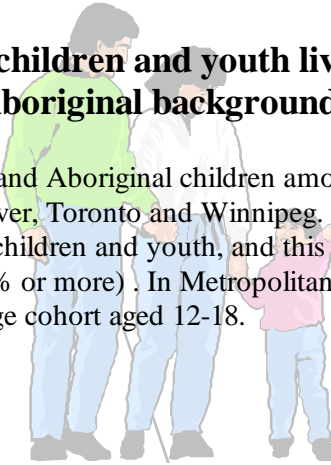 children and youth liv
boriginal background
and Aboriginal children amo
ver, Toronto and Winnipeg.
children and youth, and this
% or more) . In Metropolitan
ge cohort aged 12-18.